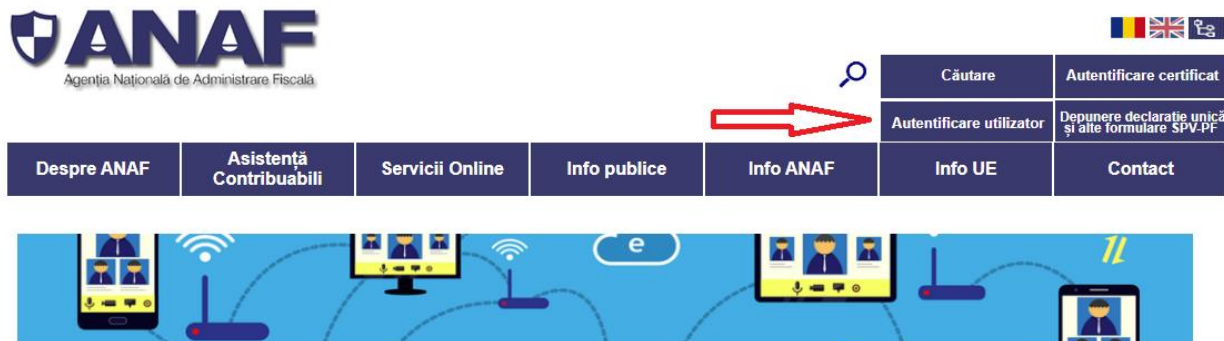 ANAF
Agenția Națională de Administrare Fiscală
Căutare
Autentificare certificat
Autentificare utilizator
Depunere declarație unică
și alte formulare SPV-PF
Despre ANAF
Asistență
Contribuabili
Servicii Online
Info publice
Info ANAF
Info UE
Contact
e